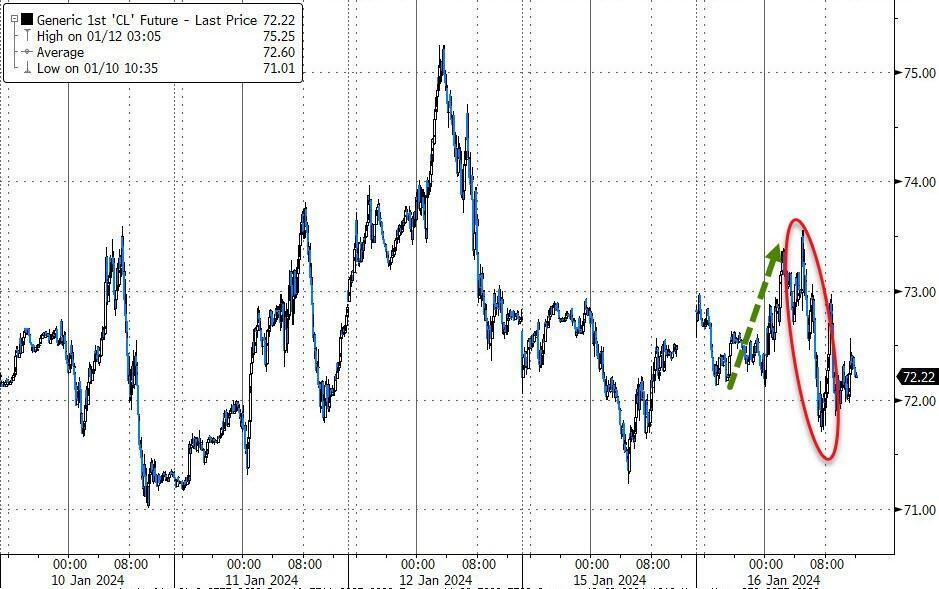 Generic 1st 'CL' Future - Last Price 72.22
High on 01/12 03:05 75.25
Average 72.60
Low on 01/10 10:35 71.01
75.00
74.00
73.00
72.22
72.00
71.00
00:00 08:00 00:00 08:00 00:00 08:00 00:00 08:00 00:00 08:00
10 Jan 2024 11 Jan 2024 12 Jan 2024 15 Jan 2024 16 Jan 2024